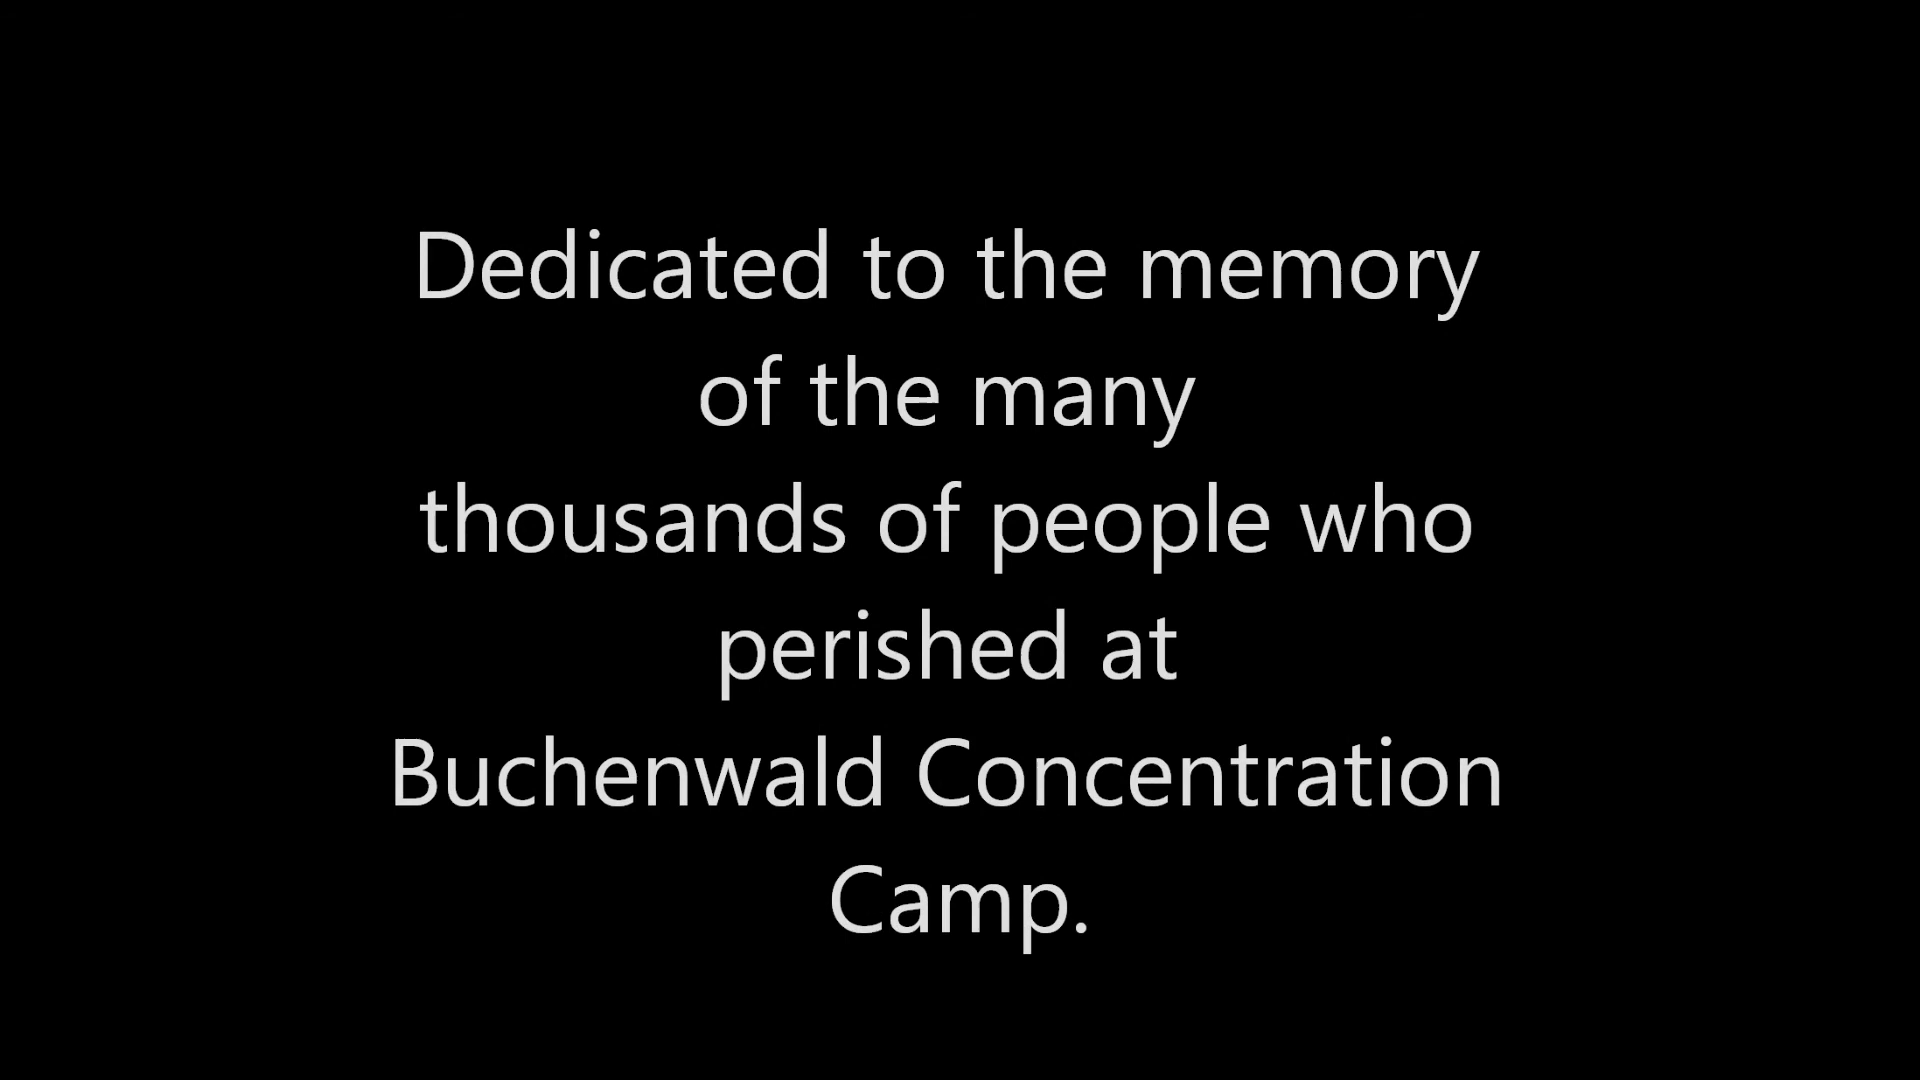 Dedicated to the memory
of the many
thousands of people who
perished at
Buchenwald Concentration
Camp.